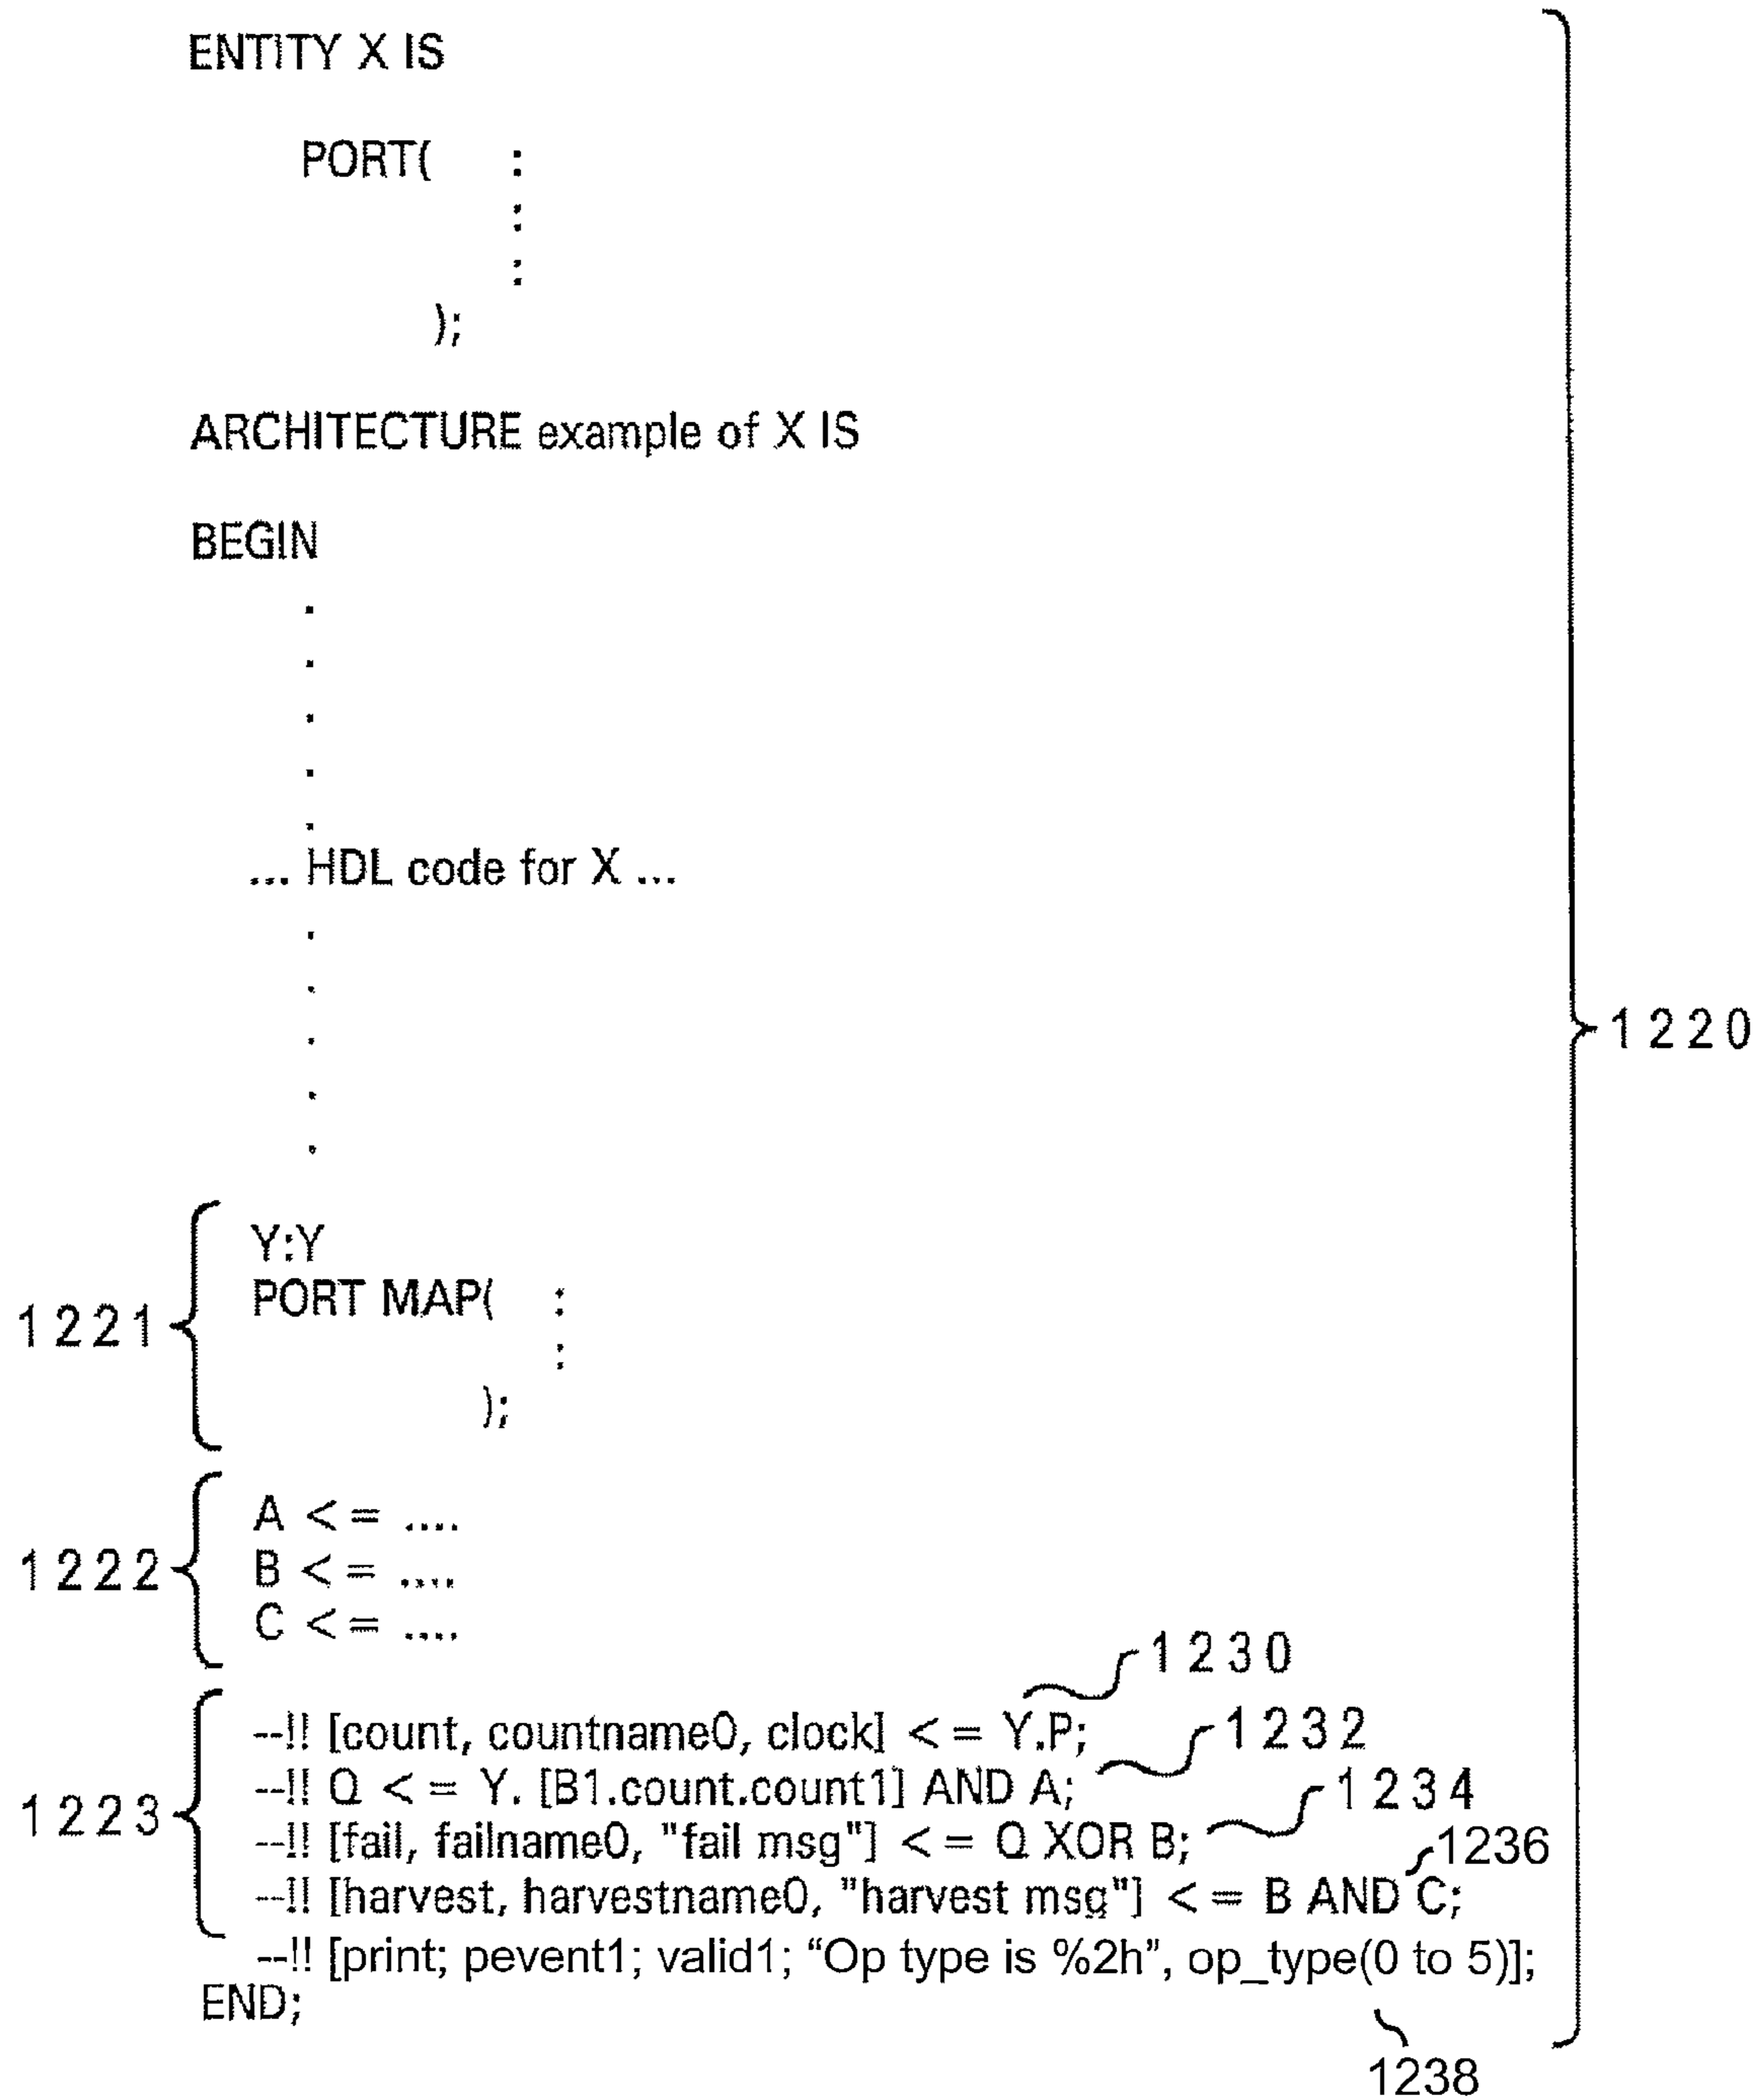 ENTITY X IS
PORT( :
:
:
);
ARCHITECTURE example of X IS
BEGIN
.
.
.
.
.
... HDL code for X ...
.
.
.
.
.
1220
Y:Y
PORT MAP( :
1221
:
);
A < = ....
1222 B < = ....
C < = ....
1230
--!! [count, countname0, clock] < = Y.P; 1232
--!! Q < = Y. [B1.count.count1] AND A; 1234
1223 --!! [fail, failname0, "fail msg"] < = Q XOR B; 1236
--!! [harvest, harvestname0, "harvest msg"] < = B AND C;
--!! [print; pevent1; valid1; “Op type is %2h”, op_type(0 to 5)];
END;
1238